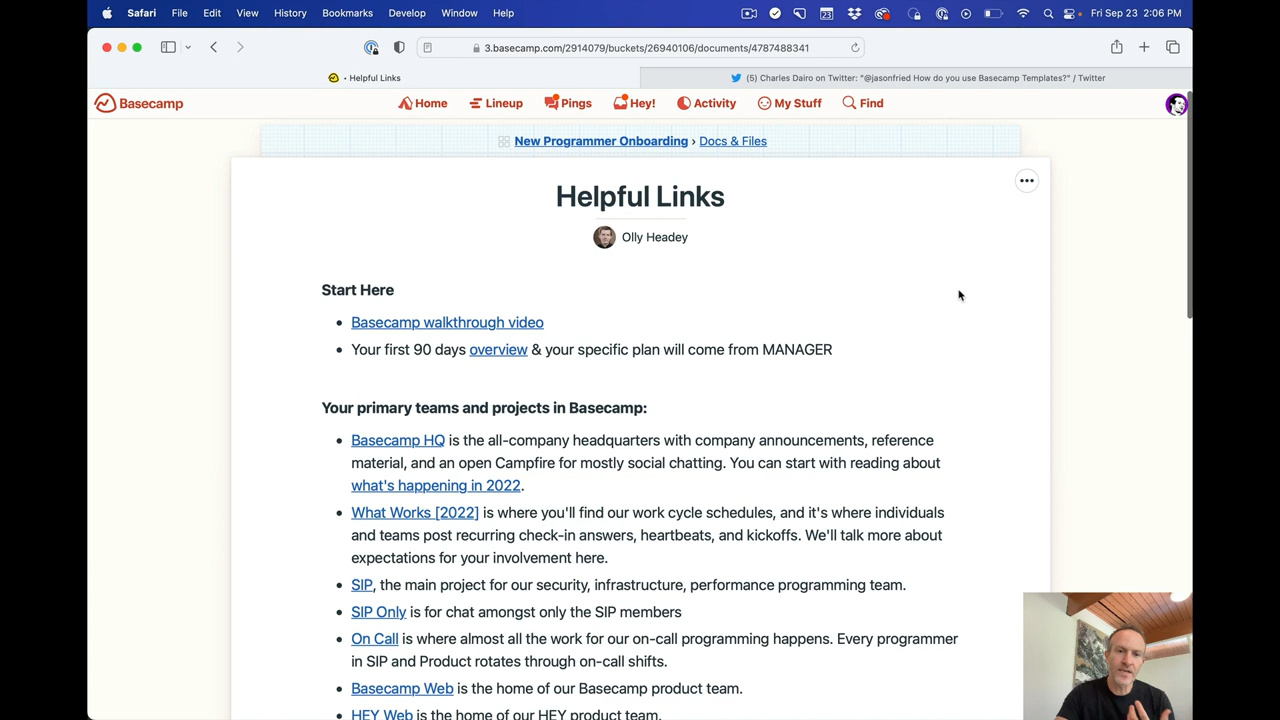 Safari File Edit View History Bookmarks Develop Window Help 23 Fri Sep 23 2:06 PM
3.basecamp.com/2914079/buckets/26940106/documents/4787488341
• Helpful Links
(5) Charles Dairo on Twitter: "@jasonfried How do you use Basecamp Templates?" / Twitter
Basecamp Home Lineup Pings Hey! Activity My Stuff Find
New Programmer Onboarding › Docs & Files
Helpful Links
Olly Headey
Start Here
• Basecamp walkthrough video
• Your first 90 days overview & your specific plan will come from MANAGER
Your primary teams and projects in Basecamp:
• Basecamp HQ is the all-company headquarters with company announcements, reference
material, and an open Campfire for mostly social chatting. You can start with reading about
what's happening in 2022.
• What Works [2022] is where you'll find our work cycle schedules, and it's where individuals
and teams post recurring check-in answers, heartbeats, and kickoffs. We'll talk more about
expectations for your involvement here.
• SIP, the main project for our security, infrastructure, performance programming team.
• SIP Only is for chat amongst only the SIP members
• On Call is where almost all the work for our on-call programming happens. Every programmer
in SIP and Product rotates through on-call shifts.
• Basecamp Web is the home of our Basecamp product team.
• HEY Web is the home of our HEY product team.